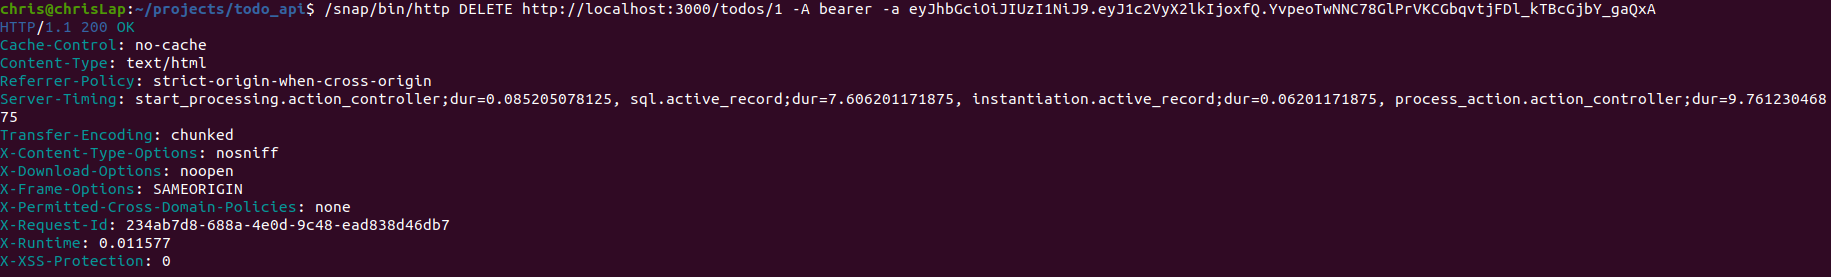 chris@chrisLap:~/projects/todo_api$ /snap/bin/http DELETE http://localhost:3000/todos/1 -A bearer -a eyJhbGciOiJIUzI1NiJ9.eyJ1c2VyX2lkIjoxfQ.YvpeoTwNNC78GlPrVKCGbqvtjFDl_kTBcGjbY_gaQxA
HTTP/1.1 200 OK
Cache-Control: no-cache
Content-Type: text/html
Referrer-Policy: strict-origin-when-cross-origin
Server-Timing: start_processing.action_controller;dur=0.085205078125, sql.active_record;dur=7.606201171875, instantiation.active_record;dur=0.06201171875, process_action.action_controller;dur=9.761230468
75
Transfer-Encoding: chunked
X-Content-Type-Options: nosniff
X-Download-Options: noopen
X-Frame-Options: SAMEORIGIN
X-Permitted-Cross-Domain-Policies: none
X-Request-Id: 234ab7d8-688a-4e0d-9c48-ead838d46db7
X-Runtime: 0.011577
X-XSS-Protection: 0